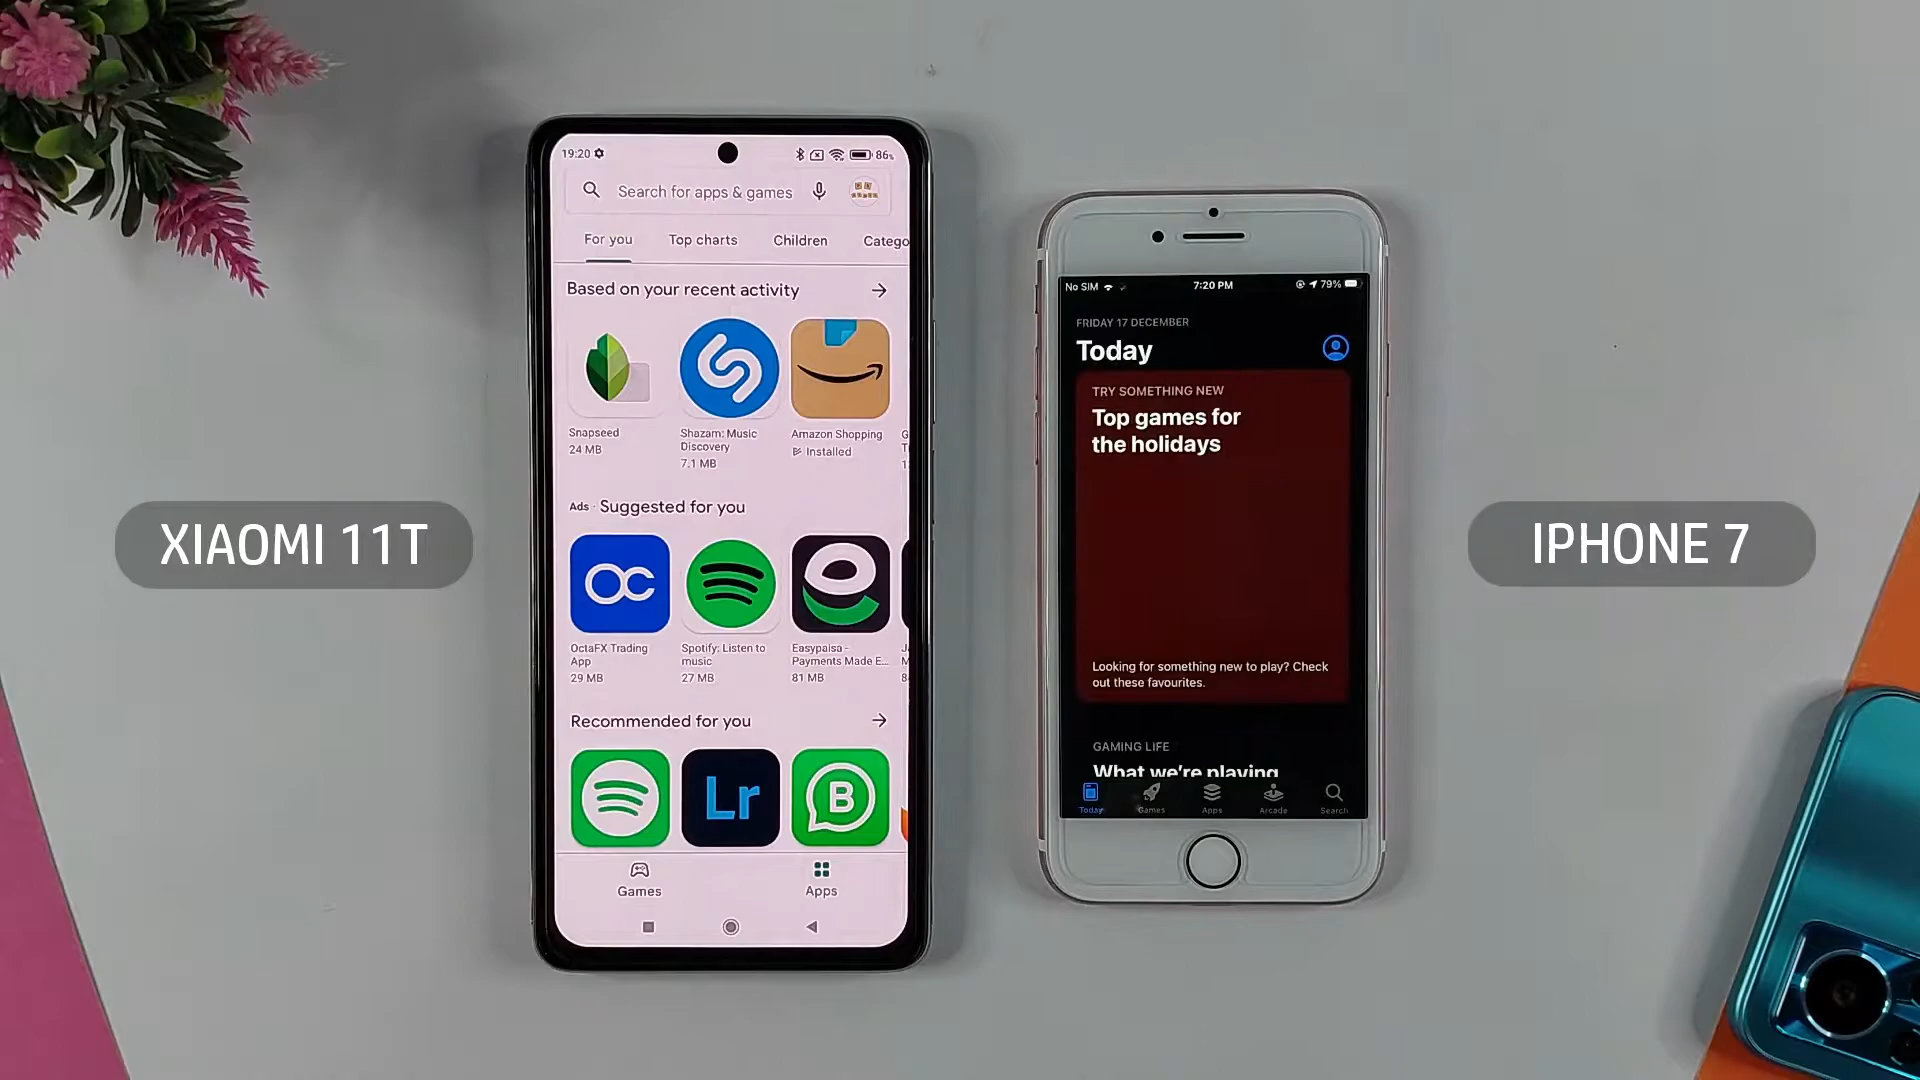 XIAOMI 11T
19:20
86%
Search for apps & games
For you
Top charts
Children
Catego
Based on your recent activity
Snapseed
24 MB
Shazam: Music
Discovery
7.1 MB
Amazon Shopping
Installed
Ads · Suggested for you
OC
OctaFX Trading
App
29 MB
Spotify: Listen to
music
27 MB
Easypaisa -
Payments Made E...
81 MB
Recommended for you
Lr
B
Games
Apps
No SIM
7:20 PM
79%
FRIDAY 17 DECEMBER
Today
TRY SOMETHING NEW
Top games for
the holidays
Looking for something new to play? Check
out these favourites.
GAMING LIFE
What we're playing
Today
Games
Apps
Arcade
Search
IPHONE 7